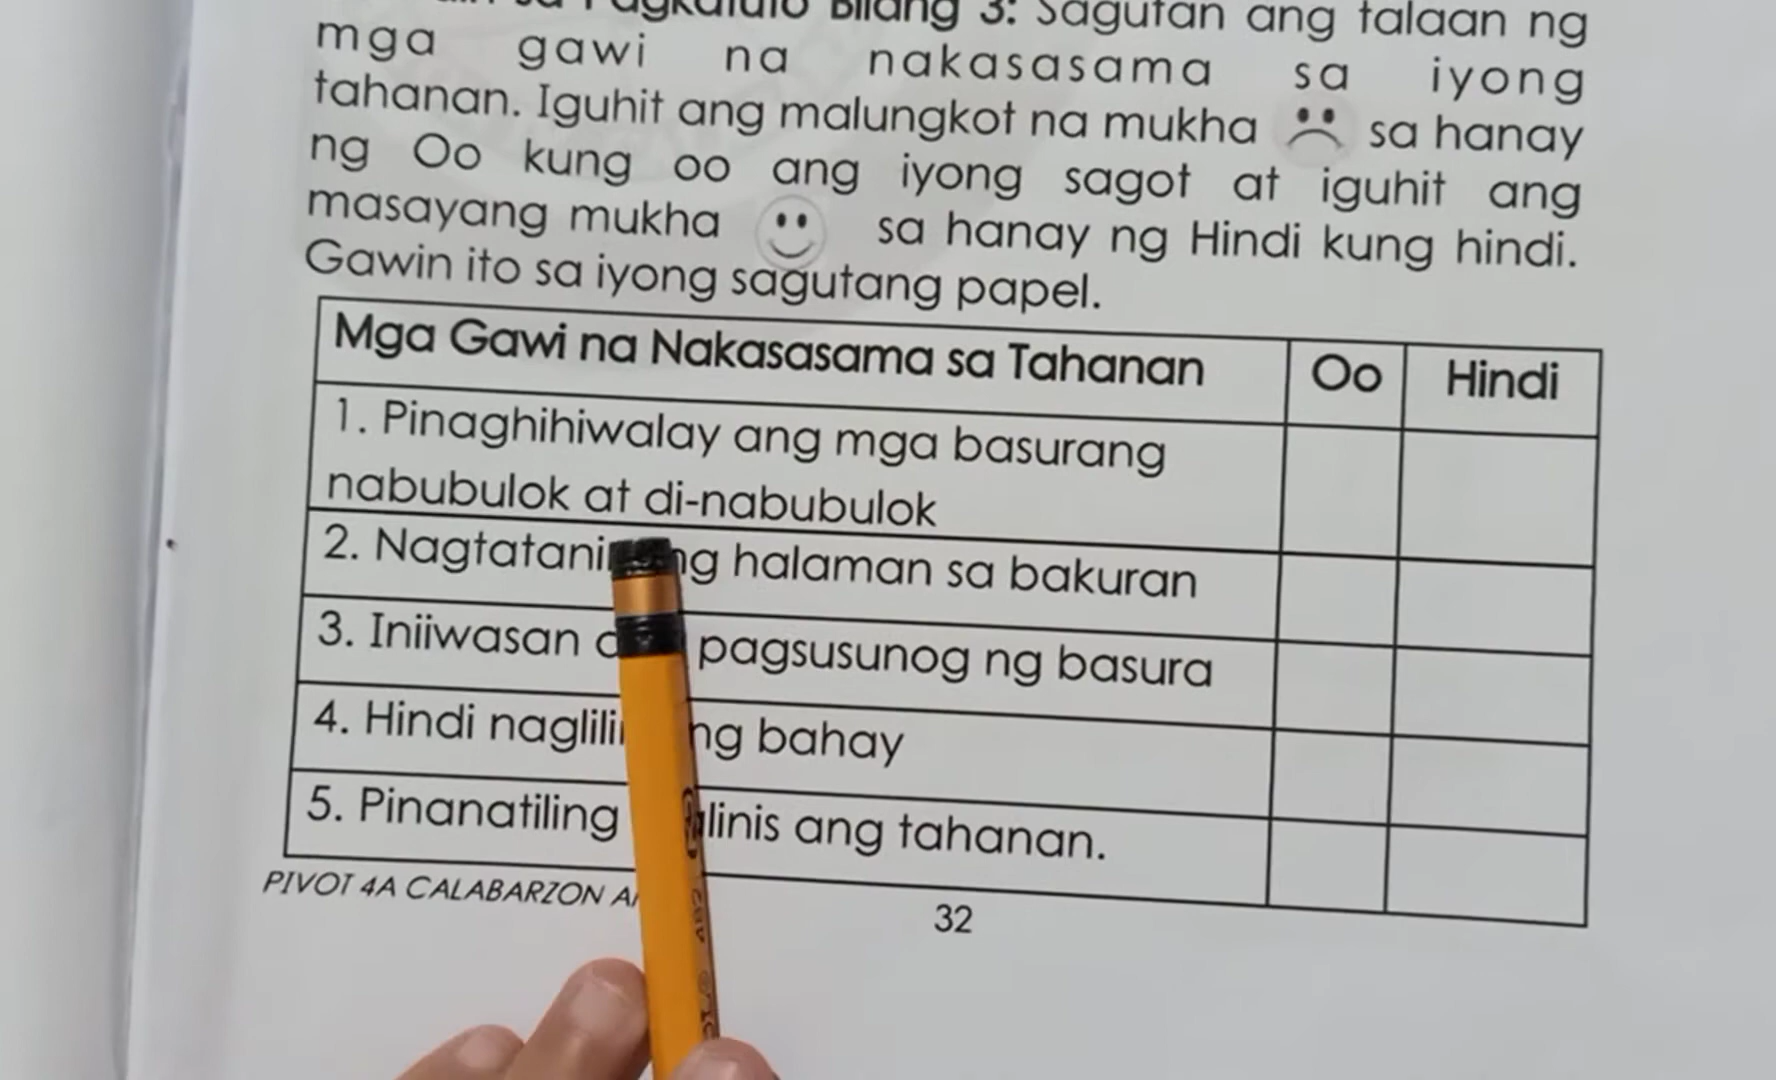 sa Pagkatuto Bilang 3: Sagutan ang talaan ng
mga gawi na nakasasama sa iyong
tahanan. Iguhit ang malungkot na mukha sa hanay
ng Oo kung oo ang iyong sagot at iguhit ang
masayang mukha sa hanay ng Hindi kung hindi.
Gawin ito sa iyong sagutang papel.
Mga Gawi na Nakasasama sa Tahanan Oo Hindi
1. Pinaghihiwalay ang mga basurang
nabubulok at di-nabubulok
2. halaman sa bakuran
3. Iniiwasan pagsusunog ng basura
4. Hindi ng bahay
5. Pinanatiling ang tahanan.
PIVOT 4A CALABARZON
32